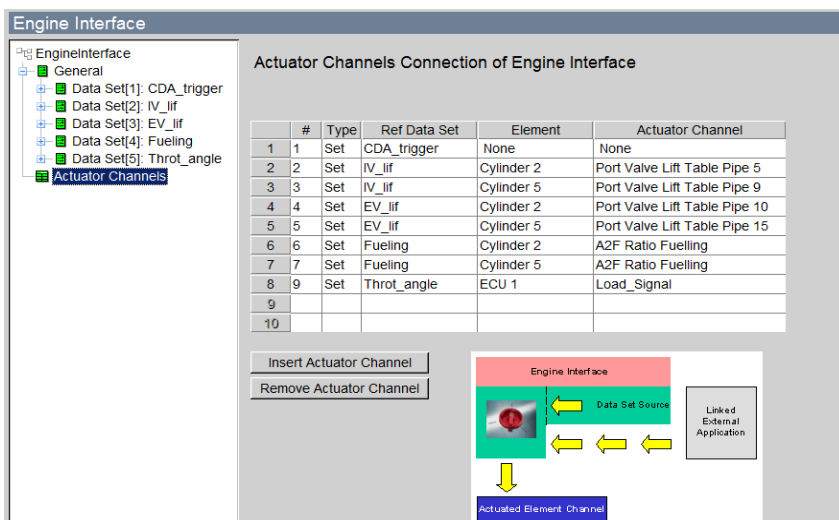 Engine Interface
EngineInterface
General
Data Set[1]: CDA_trigger
Data Set[2]: IV_lif
Data Set[3]: EV_lif
Data Set[4]: Fueling
Data Set[5]: Throt_angle
Actuator Channels
Actuator Channels Connection of Engine Interface
# Type Ref Data Set Element Actuator Channel
1 1 Set CDA_trigger None None
2 2 Set IV_lif Cylinder 2 Port Valve Lift Table Pipe 5
3 3 Set IV_lif Cylinder 5 Port Valve Lift Table Pipe 9
4 4 Set EV_lif Cylinder 2 Port Valve Lift Table Pipe 10
5 5 Set EV_lif Cylinder 5 Port Valve Lift Table Pipe 15
6 6 Set Fueling Cylinder 2 A2F Ratio Fuelling
7 7 Set Fueling Cylinder 5 A2F Ratio Fuelling
8 9 Set Throt_angle ECU 1 Load_Signal
9
10
Insert Actuator Channel
Remove Actuator Channel
Engine Interface
Data Set Source
Linked
External
Application
Actuated Element Channel